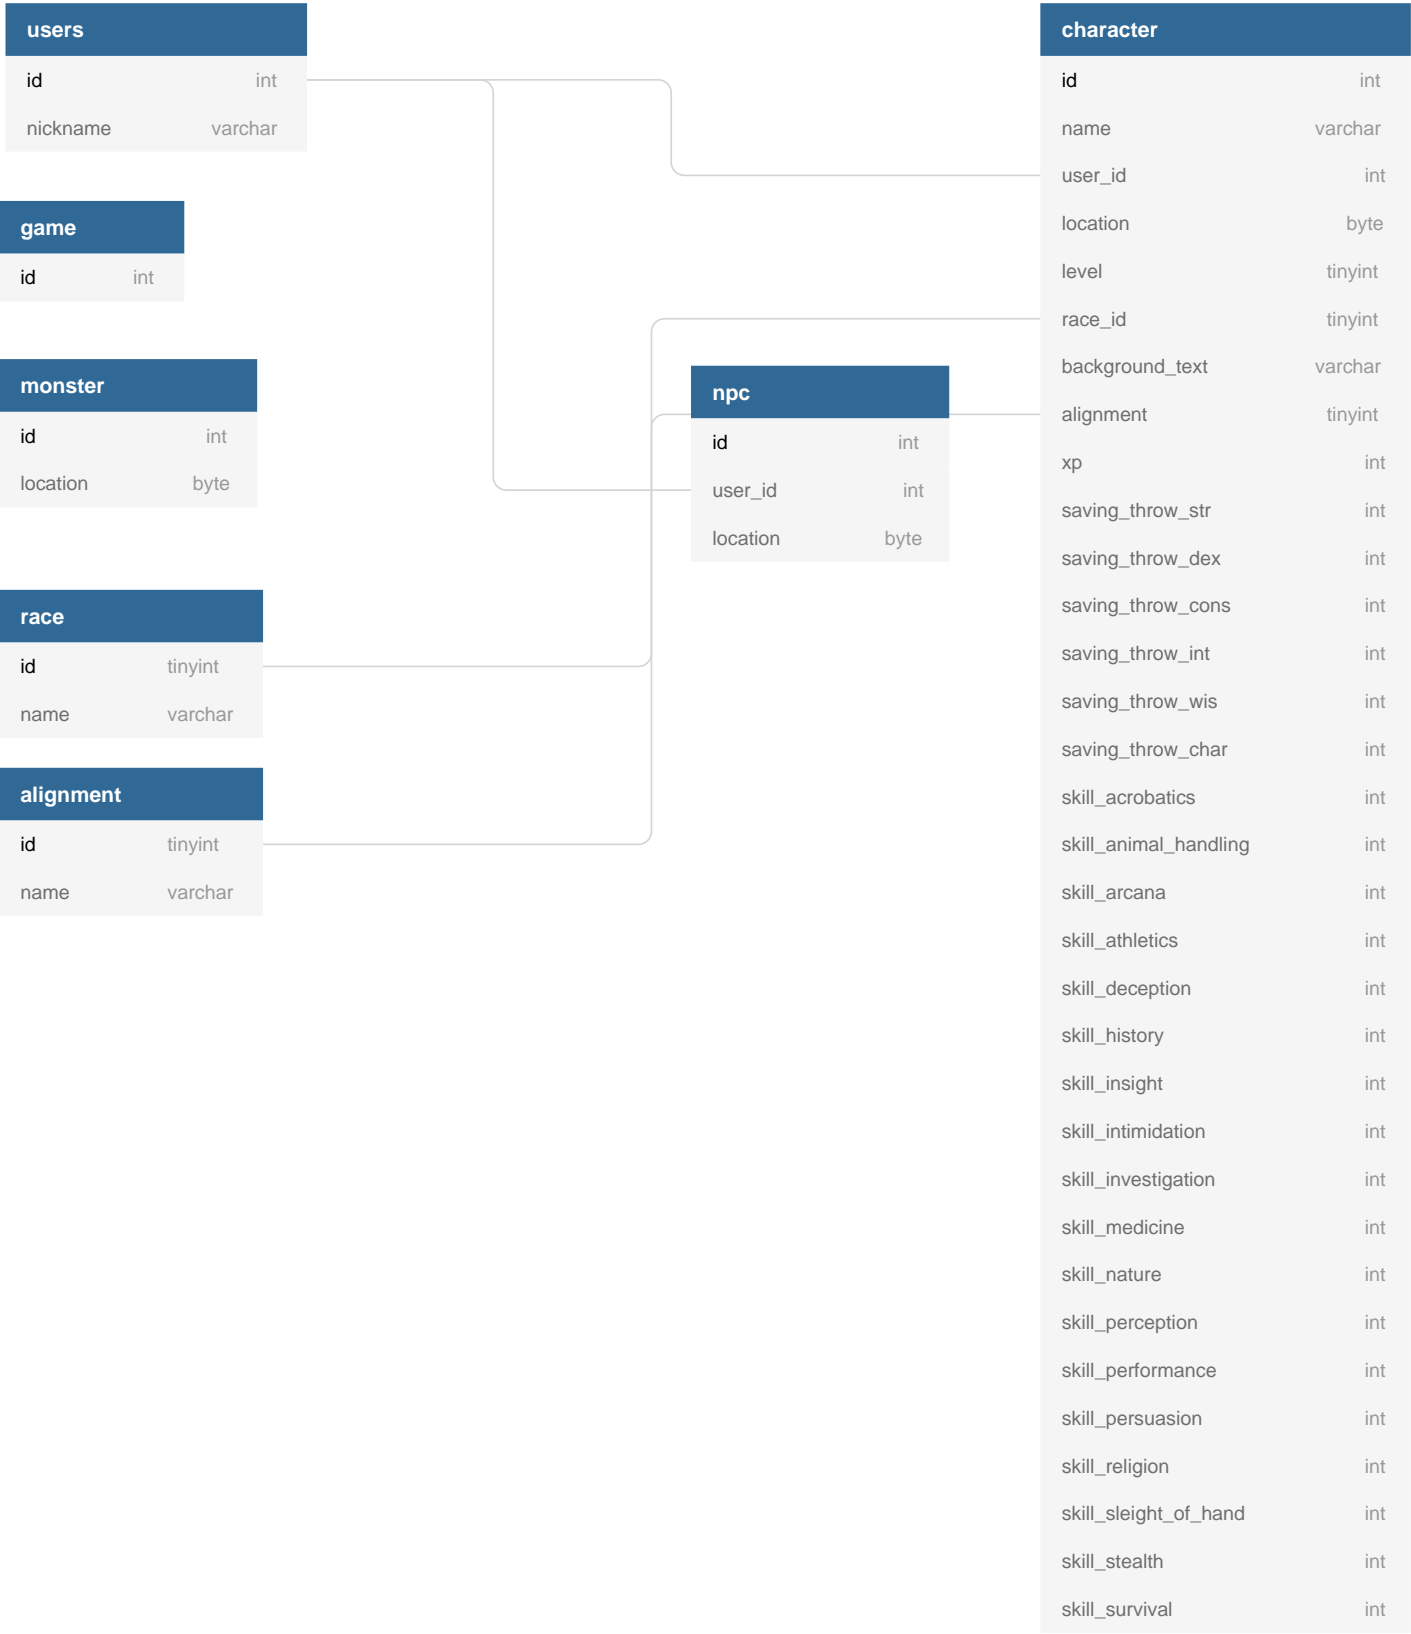 users
id int
nickname varchar
game
id int
monster
id int
location byte
race
id tinyint
name varchar
alignment
id tinyint
name varchar
npc
id int
user_id int
location byte
character
id int
name varchar
user_id int
location byte
level tinyint
race_id tinyint
background_text varchar
alignment tinyint
xp int
saving_throw_str int
saving_throw_dex int
saving_throw_cons int
saving_throw_int int
saving_throw_wis int
saving_throw_char int
skill_acrobatics int
skill_animal_handling int
skill_arcana int
skill_athletics int
skill_deception int
skill_history int
skill_insight int
skill_intimidation int
skill_investigation int
skill_medicine int
skill_nature int
skill_perception int
skill_performance int
skill_persuasion int
skill_religion int
skill_sleight_of_hand int
skill_stealth int
skill_survival int